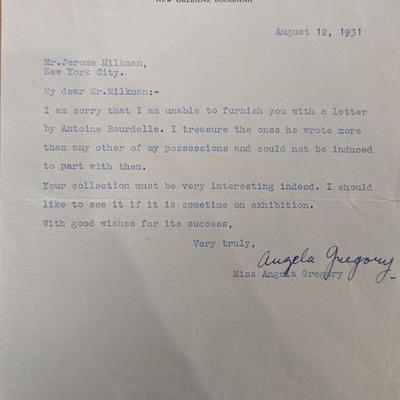 NEW ORLEANS, LOUISIANA
August 12, 1931
Mr.Jerome Milkman,
New York City.
My dear Mr.Milkman:-
I am sorry that I am unable to furnish you with a letter
by Antoine Bourdelle. I treasure the ones he wrote more
than any other of my possessions and could not be induced
to part with them.
Your collection must be very interesting indeed. I should
like to see it if it is sometime on exhibition.
With good wishes for its success,
Very truly,
Angela Gregory
Miss Angela Gregory